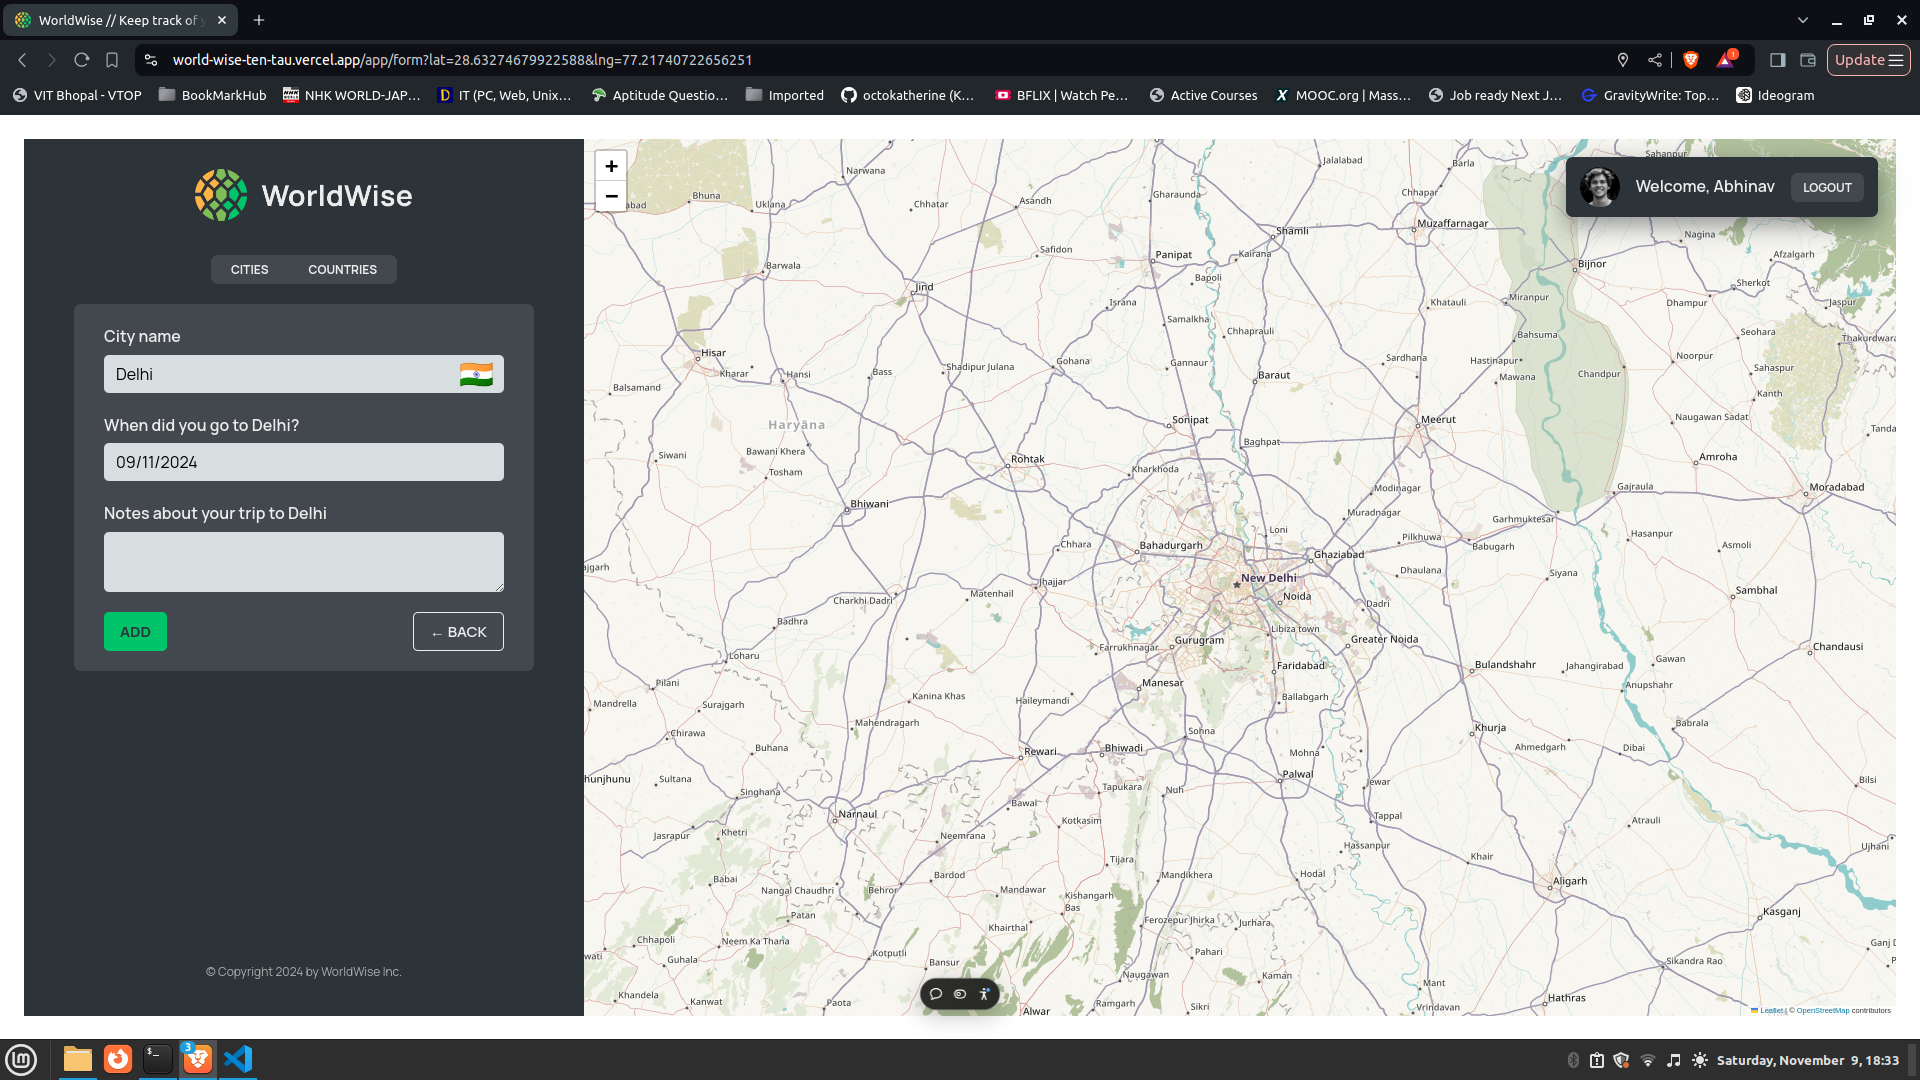 WorldWise // Keep track of y
world-wise-ten-tau.vercel.app/app/form?lat=28.63274679922588&lng=77.21740722656251
1
Update
VIT Bhopal - VTOP
BookMarkHub
NHK WORLD-JAP…
IT (PC, Web, Unix…
Aptitude Questio…
Imported
octokatherine (K…
BFLIX | Watch Pe…
Active Courses
MOOC.org | Mass…
Job ready Next J…
GravityWrite: Top…
Ideogram
WorldWise
CITIES
COUNTRIES
City name
Delhi
When did you go to Delhi?
09/11/2024
Notes about your trip to Delhi
ADD
← BACK
© Copyright 2024 by WorldWise Inc.
+
−
Welcome, Abhinav
LOGOUT
Narwana
Jalalabad
Barla
Sahanpur
Bhuna
Gharaunda
Chhapar
Uklana
Chhatar
Asandh
Muzaffarnagar
Shamli
Nagina
Safidon
Panipat
Kairana
Afzalgarh
Barwala
Bijnor
Bapoli
Sherkot
Jind
Israna
Khatauli
Miranpur
Dhampur
Jaspur
Samalkha
Chhaprauli
Bahsuma
Seohara
Thakurdwara
Hisar
Gohana
Gannaur
Sardhana
Hastinapur
Noorpur
Kharar
Hansi
Bass
Shadipur Julana
Baraut
Mawana
Chandpur
Sahaspur
Balsamand
Kanth
Haryāna
Sonipat
Meerut
Naugawan Sadat
Tanda
Baghpat
Siwani
Bawani Khera
Rohtak
Kharkhoda
Amroha
Tosham
Modinagar
Gajraula
Moradabad
Bhiwani
Muradnagar
Garhmuktesar
Loni
Hasanpur
Chhara
Bahadurgarh
Ghaziabad
Pilkhuwa
Babugarh
Asmoli
Jhajjar
New Delhi
Dhaulana
Siyana
Charkhi Dadri
Matenhail
Noida
Dadri
Sambhal
Badhra
Libiza town
Gurugram
Greater Noida
Loharu
Farrukhnagar
Faridabad
Bulandshahr
Jahangirabad
Gawan
Chandausi
Pilani
Manesar
Anupshahr
Mandrella
Surajgarh
Kanina Khas
Haileymandi
Ballabgarh
Mahendragarh
Sohna
Khurja
Babrala
Chirawa
Buhana
Rewari
Bhiwadi
Mohna
Ahmedgarh
Dibai
hunjhunu
Sultana
Palwal
Jewar
Bilsi
Singhana
Tapukara
Nuh
Bawal
Narnaul
Kotkasim
Tappal
Atrauli
Jasrapur
Khetri
Neemrana
Hassanpur
Ujhani
Tijara
Khair
Babai
Nangal Chaudhri
Behror
Bardod
Mandawar
Kishangarh
Bas
Mandikhera
Hodal
Aligarh
Patan
Khairthal
Ferozepur Jhirka
Jurhara
Kasganj
Chhapoli
Neem Ka Thana
Kotputli
Pahari
Guhala
Bansur
Naugawan
Kaman
Sikandra Rao
Khandela
Kanwat
Paota
Alwar
Ramgarh
Sikri
Mant
Vrindavan
Hathras
Leaflet | © OpenStreetMap contributors
3
Saturday, November 9, 18:33